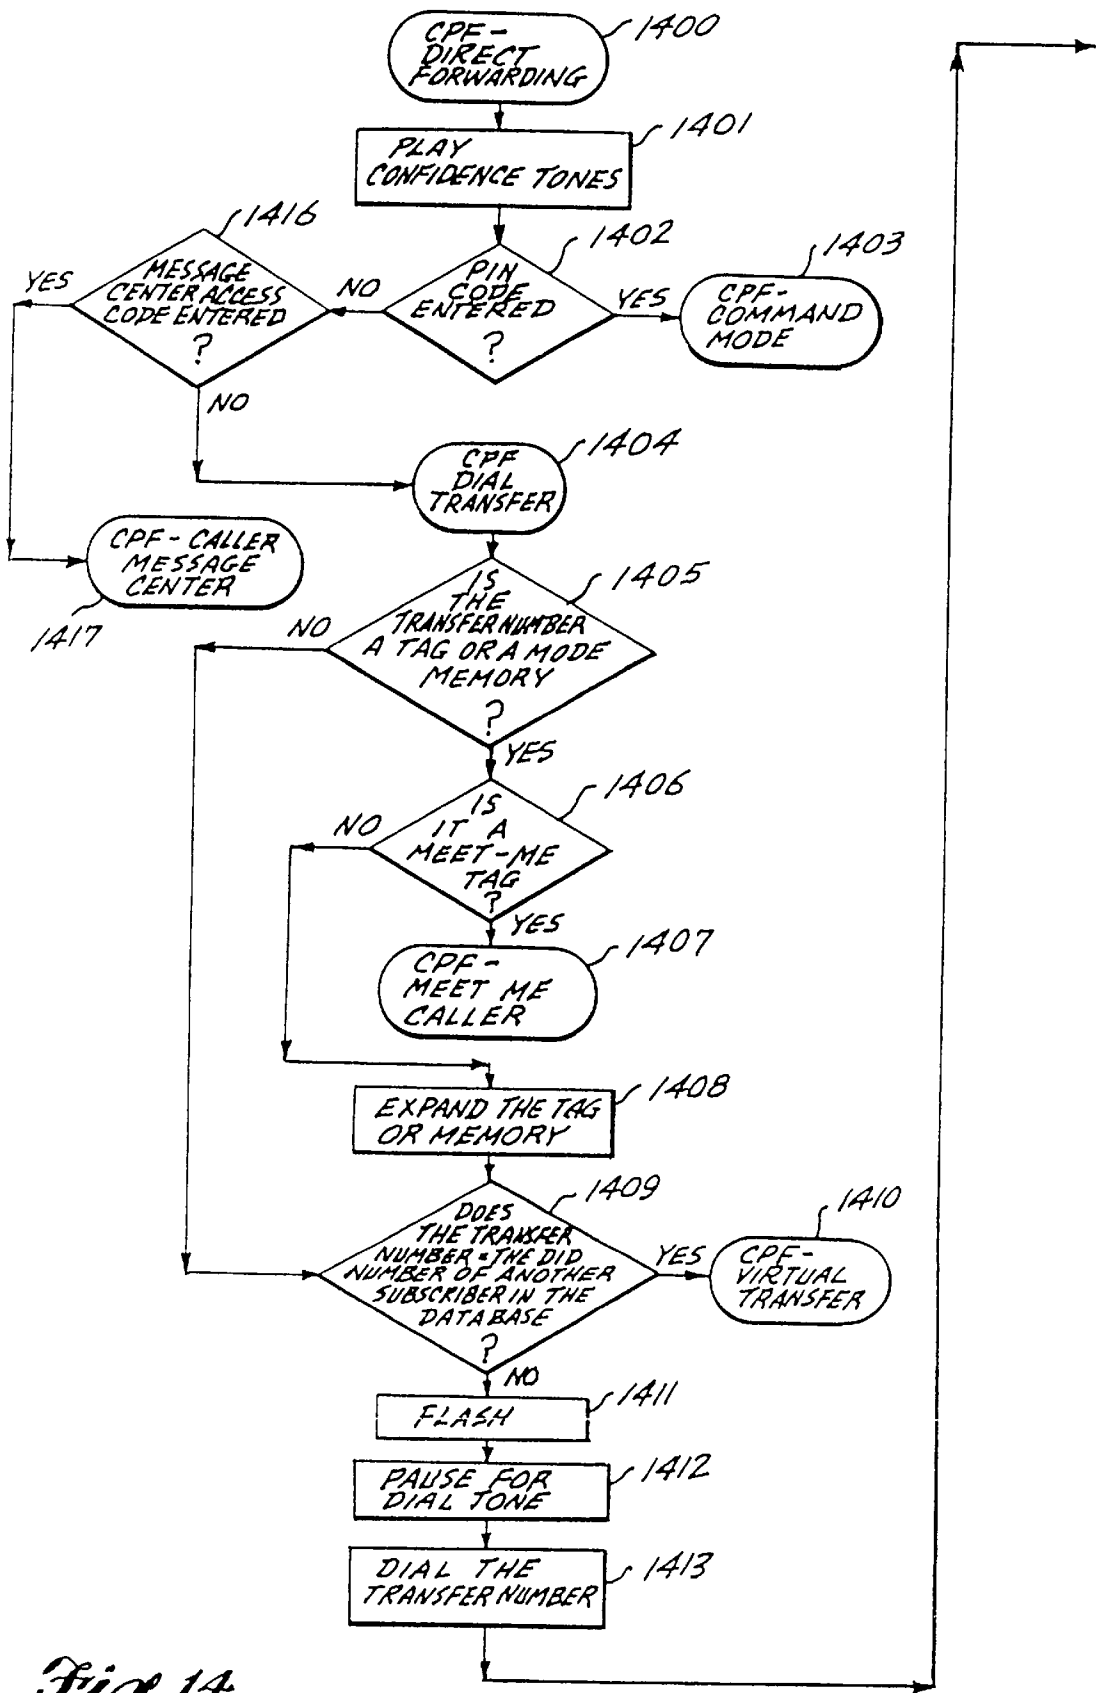 CPF-
DIRECT
FORWARDING
1400
PLAY
CONFIDENCE TONES
1401
1416
MESSAGE
CENTER ACCESS
CODE ENTERED
?
YES
NO
1402
PIN
CODE
ENTERED
?
NO
YES
1403
CPF-
COMMAND
MODE
1404
CPF
DIAL
TRANSFER
CPF-CALLER
MESSAGE
CENTER
1417
1405
IS
THE
TRANSFER NUMBER
A TAG OR A MODE
MEMORY
?
NO
YES
1406
IS
IT A
MEET-ME
TAG
?
NO
YES
1407
CPF-
MEET ME
CALLER
1408
EXPAND THE TAG
OR MEMORY
1409
DOES
THE TRANSFER
NUMBER = THE DID
NUMBER OF ANOTHER
SUBSCRIBER IN THE
DATABASE
?
YES
NO
1410
CPF-
VIRTUAL
TRANSFER
1411
FLASH
1412
PAUSE FOR
DIAL TONE
1413
DIAL THE
TRANSFER NUMBER
Fig. 14